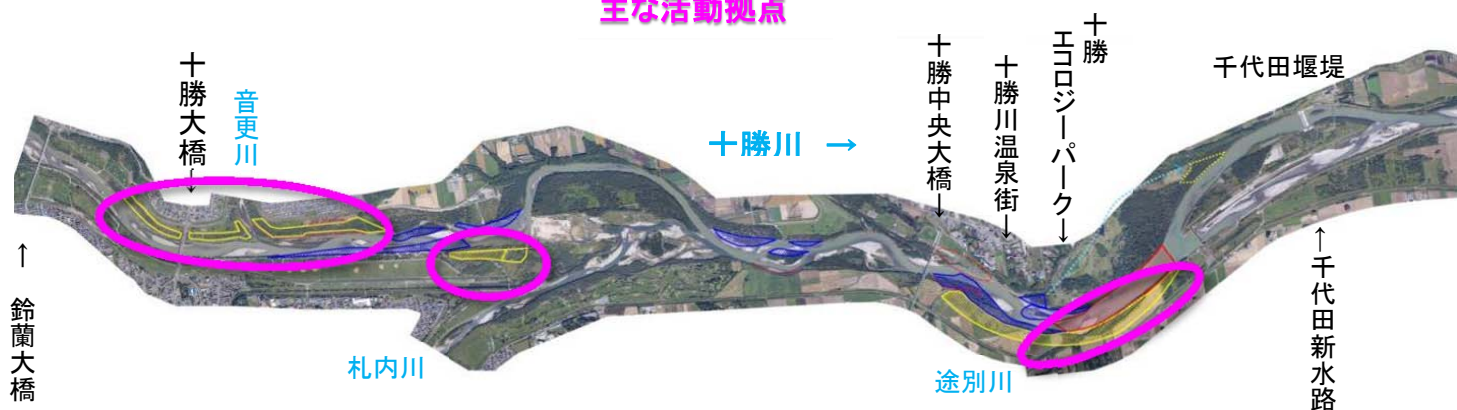 主な活動拠点
十勝大橋
↓
音更川
十勝川 →
十勝中央大橋↓
十勝川温泉街↓
十勝
エコロジーパーク↓
千代田堰堤
↑
鈴蘭大橋
札内川
途別川
↑千代田新水路